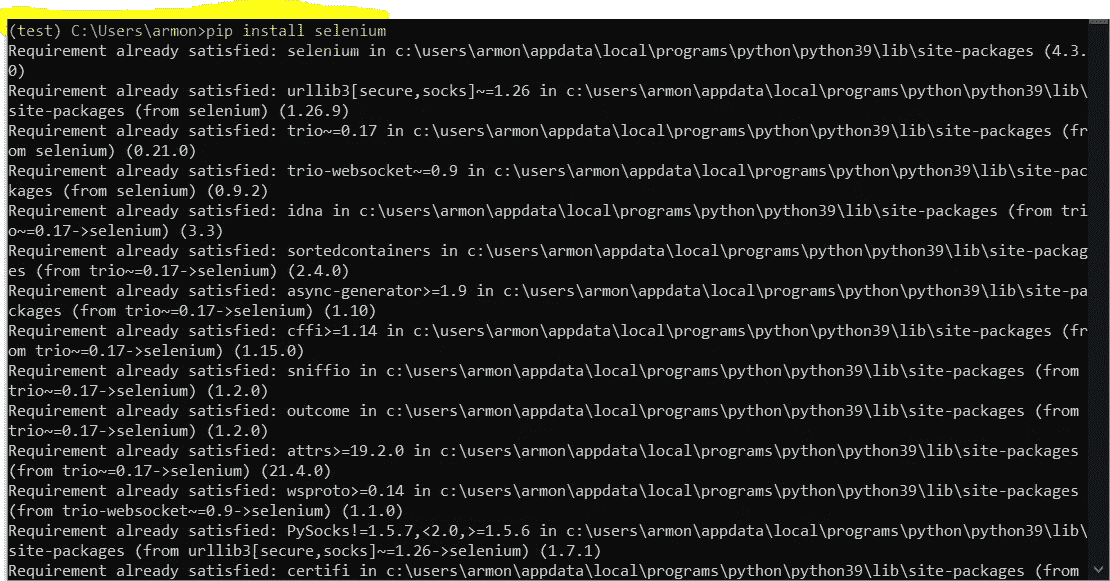 (test) C:\Users\armon>pip install selenium
Requirement already satisfied: selenium in c:\users\armon\appdata\local\programs\python\python39\lib\site-packages (4.3.
0)
Requirement already satisfied: urllib3[secure,socks]~=1.26 in c:\users\armon\appdata\local\programs\python\python39\lib\
site-packages (from selenium) (1.26.9)
Requirement already satisfied: trio~=0.17 in c:\users\armon\appdata\local\programs\python\python39\lib\site-packages (fr
om selenium) (0.21.0)
Requirement already satisfied: trio-websocket~=0.9 in c:\users\armon\appdata\local\programs\python\python39\lib\site-pac
kages (from selenium) (0.9.2)
Requirement already satisfied: idna in c:\users\armon\appdata\local\programs\python\python39\lib\site-packages (from tri
o~=0.17->selenium) (3.3)
Requirement already satisfied: sortedcontainers in c:\users\armon\appdata\local\programs\python\python39\lib\site-packag
es (from trio~=0.17->selenium) (2.4.0)
Requirement already satisfied: async-generator>=1.9 in c:\users\armon\appdata\local\programs\python\python39\lib\site-pa
ckages (from trio~=0.17->selenium) (1.10)
Requirement already satisfied: cffi>=1.14 in c:\users\armon\appdata\local\programs\python\python39\lib\site-packages (fr
om trio~=0.17->selenium) (1.15.0)
Requirement already satisfied: sniffio in c:\users\armon\appdata\local\programs\python\python39\lib\site-packages (from
trio~=0.17->selenium) (1.2.0)
Requirement already satisfied: outcome in c:\users\armon\appdata\local\programs\python\python39\lib\site-packages (from
trio~=0.17->selenium) (1.2.0)
Requirement already satisfied: attrs>=19.2.0 in c:\users\armon\appdata\local\programs\python\python39\lib\site-packages
(from trio~=0.17->selenium) (21.4.0)
Requirement already satisfied: wsproto>=0.14 in c:\users\armon\appdata\local\programs\python\python39\lib\site-packages
(from trio-websocket~=0.9->selenium) (1.1.0)
Requirement already satisfied: PySocks!=1.5.7,<2.0,>=1.5.6 in c:\users\armon\appdata\local\programs\python\python39\lib\
site-packages (from urllib3[secure,socks]~=1.26->selenium) (1.7.1)
Requirement already satisfied: certifi in c:\users\armon\appdata\local\programs\python\python39\lib\site-packages (from